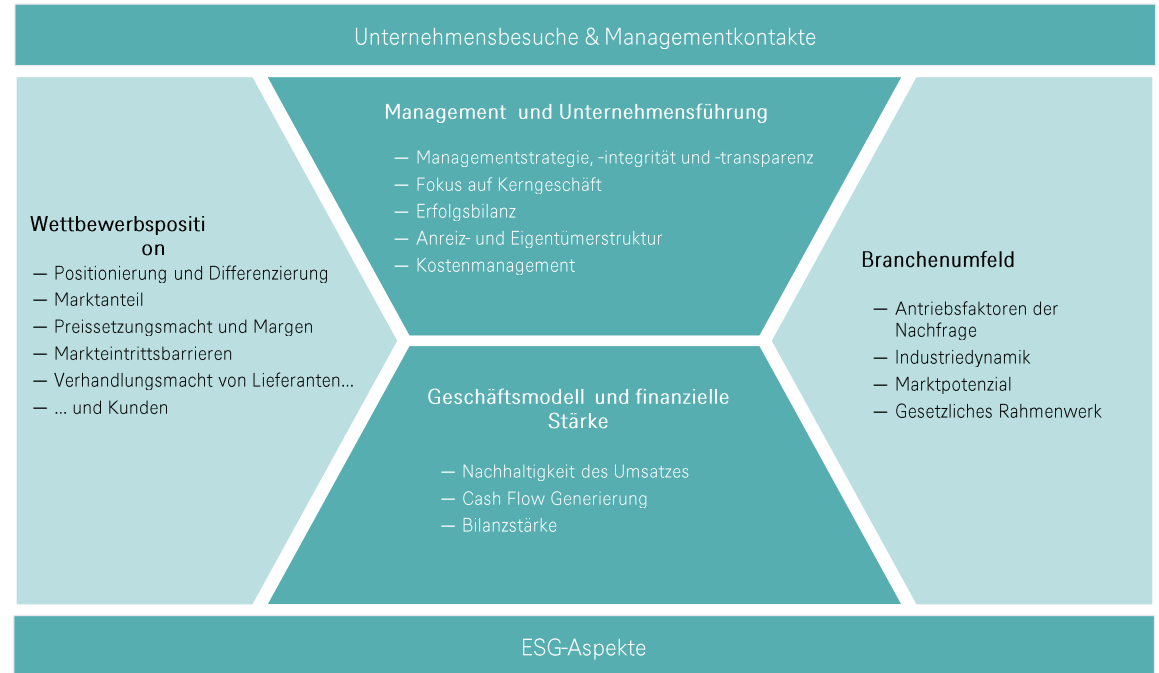 Unternehmensbesuche & Managementkontakte
Management und Unternehmensführung
— Managementstrategie, -integrität und -transparenz
— Fokus auf Kerngeschäft
— Erfolgsbilanz
— Anreiz- und Eigentümerstruktur
— Kostenmanagement
Wettbewerbspositi
on
— Positionierung und Differenzierung
— Marktanteil
— Preissetzungsmacht und Margen
— Markteintrittsbarrieren
— Verhandlungsmacht von Lieferanten...
— ... und Kunden
Branchenumfeld
— Antriebsfaktoren der
Nachfrage
— Industriedynamik
— Marktpotenzial
— Gesetzliches Rahmenwerk
Geschäftsmodell und finanzielle
Stärke
— Nachhaltigkeit des Umsatzes
— Cash Flow Generierung
— Bilanzstärke
ESG-Aspekte